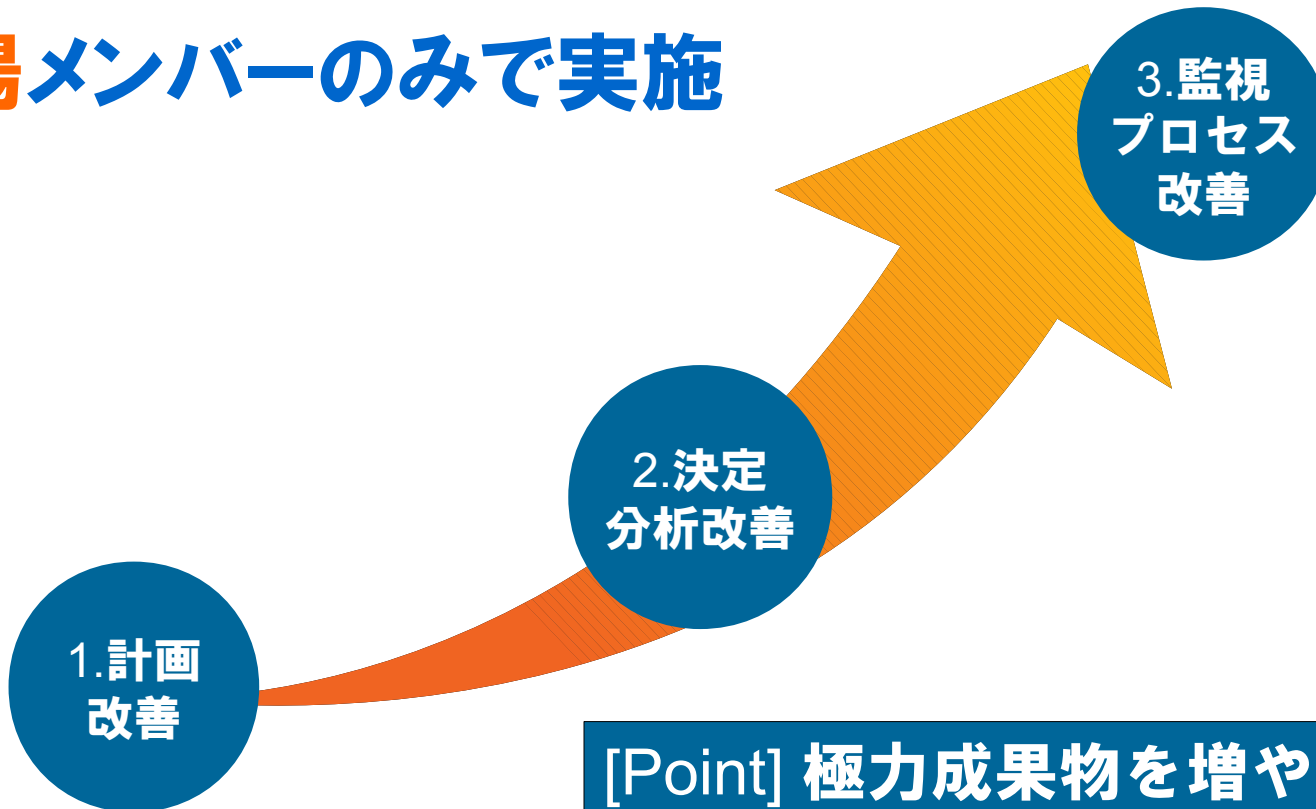 場メンバーのみで実施
3.監視
プロセス
改善
2.決定
分析改善
1.計画
改善
[Point] 極力成果物を増や